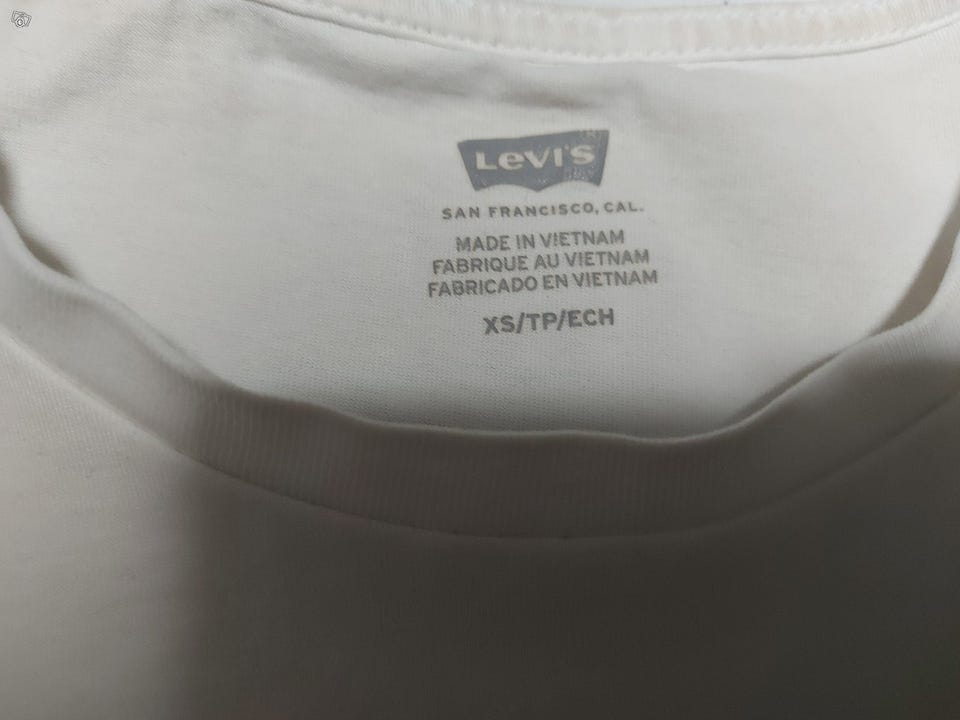 Levi's
SAN FRANCISCO, CAL.
MADE IN VIETNAM
FABRIQUE AU VIETNAM
FABRICADO EN VIETNAM
XS/TP/ECH